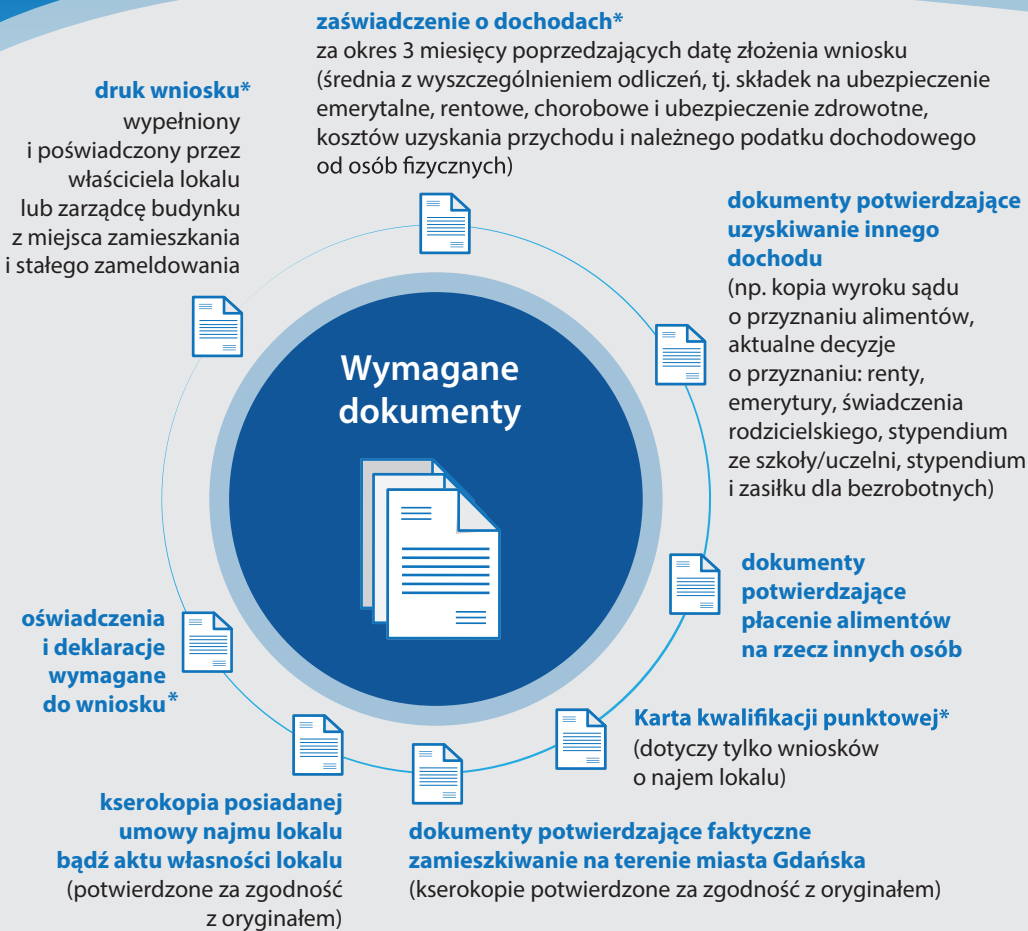 zaświadczenie o dochodach*
za okres 3 miesięcy poprzedzających datę złożenia wniosku
(średnia z wyszczególnieniem odliczeń, tj. składek na ubezpieczenie
emerytalne, rentowe, chorobowe i ubezpieczenie zdrowotne,
kosztów uzyskania przychodu i należnego podatku dochodowego
od osób fizycznych)
druk wniosku*
wypełniony
i poświadczony przez
właściciela lokalu
lub zarządcę budynku
z miejsca zamieszkania
i stałego zameldowania
dokumenty potwierdzające
uzyskiwanie innego
dochodu
(np. kopia wyroku sądu
o przyznaniu alimentów,
aktualne decyzje
o przyznaniu: renty,
emerytury, świadczenia
rodzicielskiego, stypendium
ze szkoły/uczelni, stypendium
i zasiłku dla bezrobotnych)
Wymagane
dokumenty
dokumenty
potwierdzające
płacenie alimentów
na rzecz innych osób
oświadczenia
i deklaracje
wymagane
do wniosku*
Karta kwalifikacji punktowej*
(dotyczy tylko wniosków
o najem lokalu)
kserokopia posiadanej
umowy najmu lokalu
bądź aktu własności lokalu
(potwierdzone za zgodność
z oryginałem)
dokumenty potwierdzające faktyczne
zamieszkiwanie na terenie miasta Gdańska
(kserokopie potwierdzone za zgodność z oryginałem)